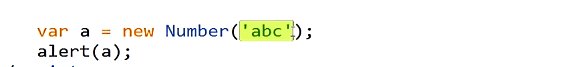 var a = new Number('abc');
alert(a);